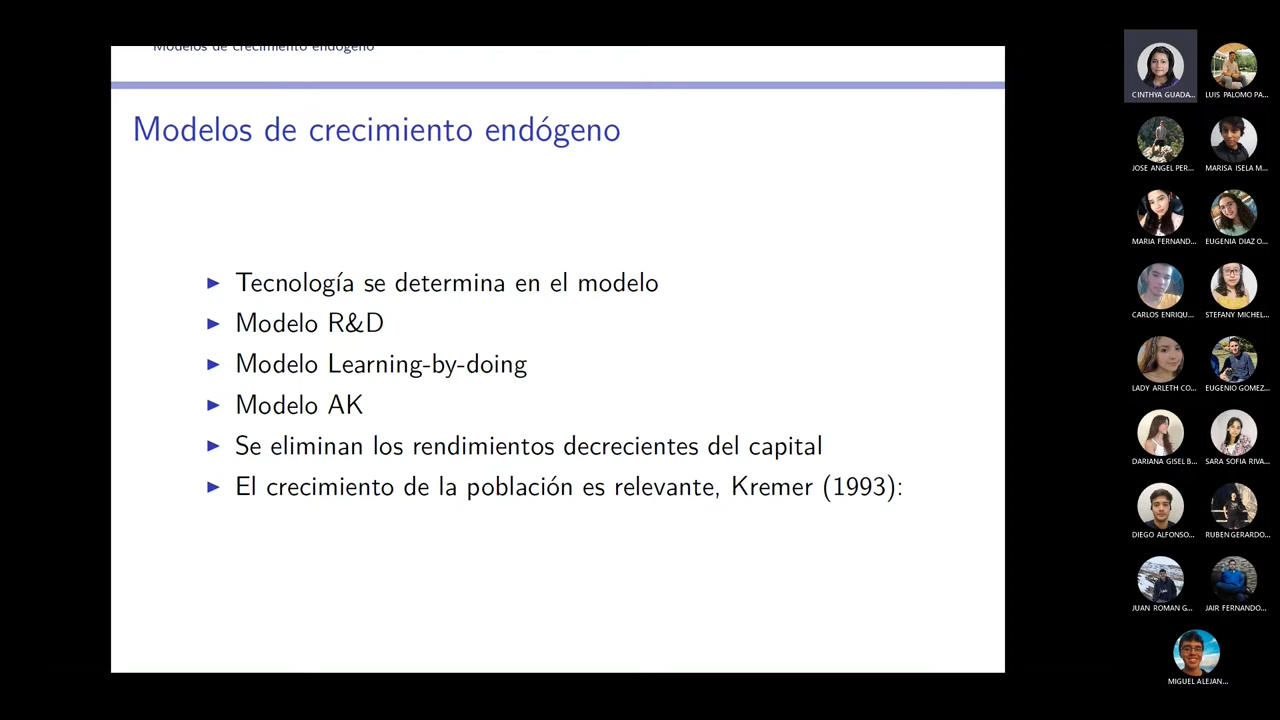 Modelos de crecimiento endógeno
Modelos de crecimiento endógeno
Tecnología se determina en el modelo
Modelo R&D
Modelo Learning-by-doing
Modelo AK
Se eliminan los rendimientos decrecientes del capital
El crecimiento de la población es relevante, Kremer (1993):
CINTHYA GUADA...
LUIS PALOMO PA...
JOSE ANGEL PER...
MARISA ISELA M...
MARIA FERNAND...
EUGENIA DIAZ O...
CARLOS ENRIQU...
STEFANY MICHEL...
LADY ARLETH CO...
EUGENIO GOMEZ...
DARIANA GISEL B...
SARA SOFIA RIVA...
DIEGO ALFONSO...
RUBEN GERARDO...
JUAN ROMAN G...
JAIR FERNANDO...
MIGUEL ALEJAN...